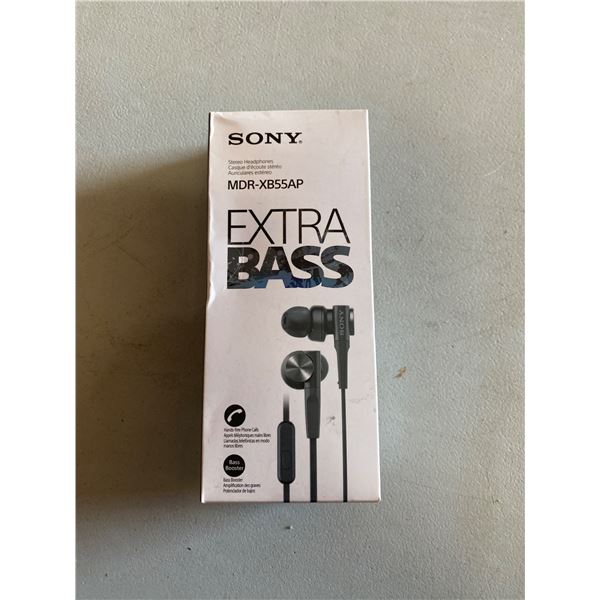 SONY®
Stereo Headphones
Casque d'écoute stéréo
Auriculares estéreo
MDR-XB55AP
EXTRA
BASS
SONY
Hands-free Phone Calls
Appels téléphoniques mains libres
Llamadas telefónicas en modo
manos libres
Bass
Booster
Bass Booster
Amplification des graves
Potenciador de bajos